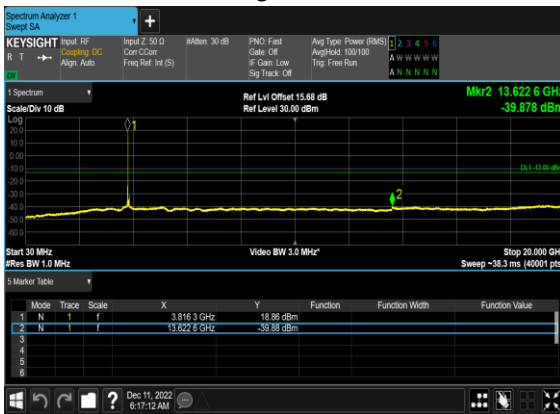 Spectrum Analyzer 1
Swept SA
KEYSIGHT Input: RF Input Z: 50 Ω #Atten: 30 dB PNO: Fast Avg Type: Power (RMS) 1 2 3 4 5 6
R T Coupling: DC Corr CCorr Gate: Off Avg|Hold: 100/100 A W W W W W
Align: Auto Freq Ref: Int (S) IF Gain: Low Trig: Free Run
LV Sig Track: Off A N N N N N
1 Spectrum Ref Lvl Offset 15.68 dB Mkr2 13.622 6 GHz
Scale/Div 10 dB Ref Level 30.00 dBm -39.878 dBm
Log
20.0
10.0
0.00
-10.0
-20.0
-30.0
-40.0
-50.0
-60.0
1
2
DL1 -13.00 dBm
Start 30 MHz Video BW 3.0 MHz* Stop 20.000 GHz
#Res BW 1.0 MHz Sweep ~38.3 ms (40001 pts)
5 Marker Table
Mode Trace Scale X Y Function Function Width Function Value
1 N 1 f 3.816 3 GHz 18.86 dBm
2 N 1 f 13.622 6 GHz -39.88 dBm
3
4
5
6
Dec 11, 2022
6:17:12 AM